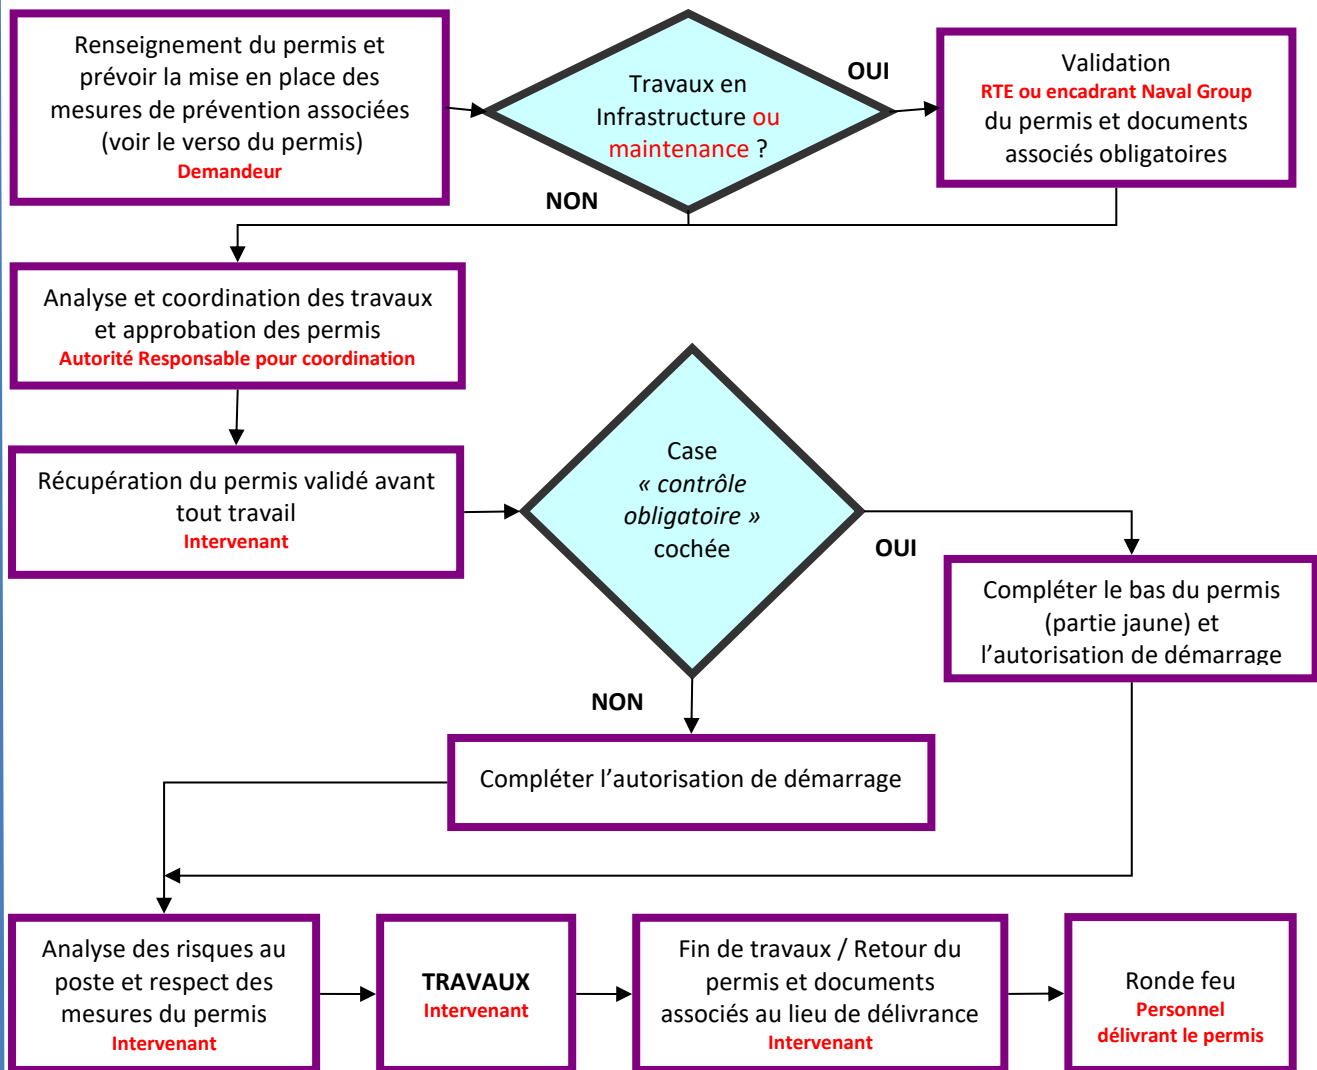 Renseignement du permis et
prévoir la mise en place des
mesures de prévention associées
(voir le verso du permis)
Demandeur
Travaux en
Infrastructure ou
maintenance ?
OUI
NON
Validation
RTE ou encadrant Naval Group
du permis et documents
associés obligatoires
Analyse et coordination des travaux
et approbation des permis
Autorité Responsable pour coordination
Récupération du permis validé avant
tout travail
Intervenant
Case
« contrôle
obligatoire »
cochée
OUI
NON
Compléter le bas du permis
(partie jaune) et
l’autorisation de démarrage
Compléter l’autorisation de démarrage
Analyse des risques au
poste et respect des
mesures du permis
Intervenant
TRAVAUX
Intervenant
Fin de travaux / Retour du
permis et documents
associés au lieu de délivrance
Intervenant
Ronde feu
Personnel
délivrant le permis